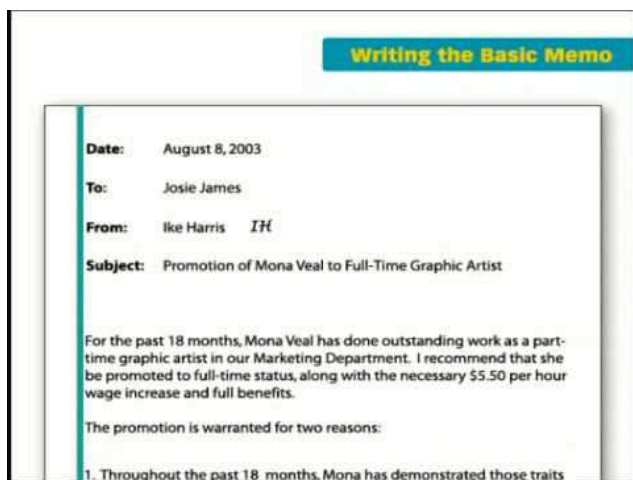 Writing the Basic Memo
Date: August 8, 2003
To: Josie James
From: Ike Harris IH
Subject: Promotion of Mona Veal to Full-Time Graphic Artist
For the past 18 months, Mona Veal has done outstanding work as a part-
time graphic artist in our Marketing Department. I recommend that she
be promoted to full-time status, along with the necessary $5.50 per hour
wage increase and full benefits.
The promotion is warranted for two reasons:
1. Throughout the past 18 months, Mona has demonstrated those traits